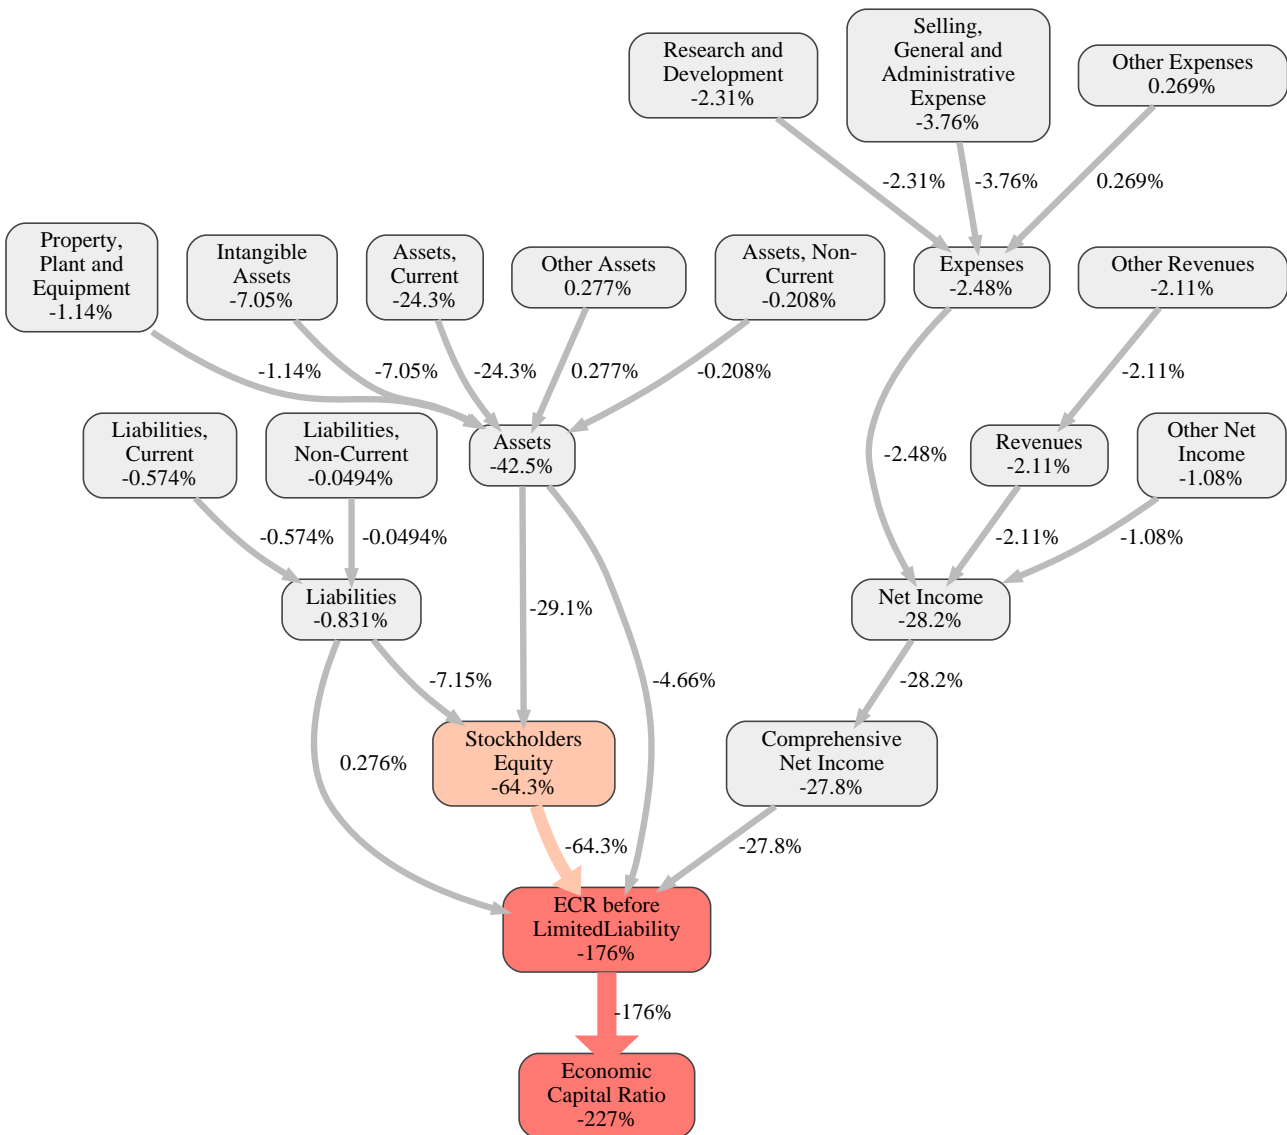 Research and
Development
-2.31%
Selling,
General and
Administrative
Expense
-3.76%
Other Expenses
0.269%
-2.31%
-3.76%
0.269%
Property,
Plant and
Equipment
-1.14%
Intangible
Assets
-7.05%
Assets,
Current
-24.3%
Other Assets
0.277%
Assets, Non-
Current
-0.208%
Expenses
-2.48%
Other Revenues
-2.11%
-1.14%
-7.05%
-24.3%
0.277%
-0.208%
-2.11%
Liabilities,
Current
-0.574%
Liabilities,
Non-Current
-0.0494%
Assets
-42.5%
-2.48%
Revenues
-2.11%
Other Net
Income
-1.08%
-0.574%
-0.0494%
-2.11%
-1.08%
Liabilities
-0.831%
-29.1%
Net Income
-28.2%
-7.15%
-4.66%
-28.2%
0.276%
Stockholders
Equity
-64.3%
Comprehensive
Net Income
-27.8%
-64.3%
-27.8%
ECR before
LimitedLiability
-176%
-176%
Economic
Capital Ratio
-227%